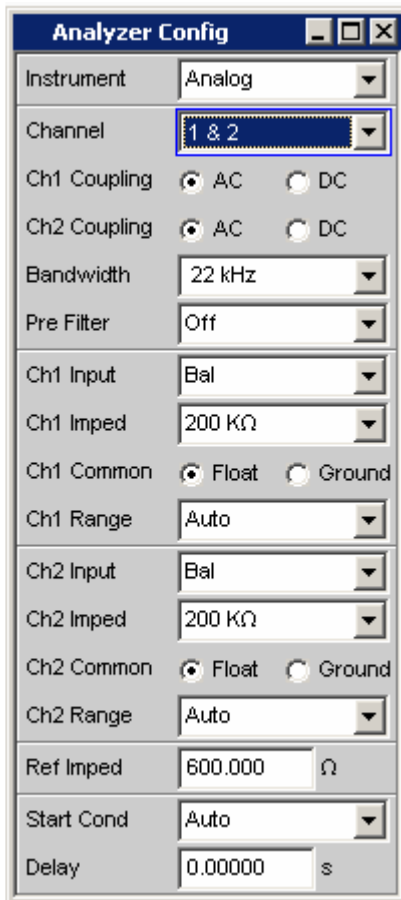 Analyzer Config
Instrument Analog
Channel 1 & 2
Ch1 Coupling AC DC
Ch2 Coupling AC DC
Bandwidth 22 kHz
Pre Filter Off
Ch1 Input Bal
Ch1 Imped 200 KΩ
Ch1 Common Float Ground
Ch1 Range Auto
Ch2 Input Bal
Ch2 Imped 200 KΩ
Ch2 Common Float Ground
Ch2 Range Auto
Ref Imped 600.000 Ω
Start Cond Auto
Delay 0.00000 s